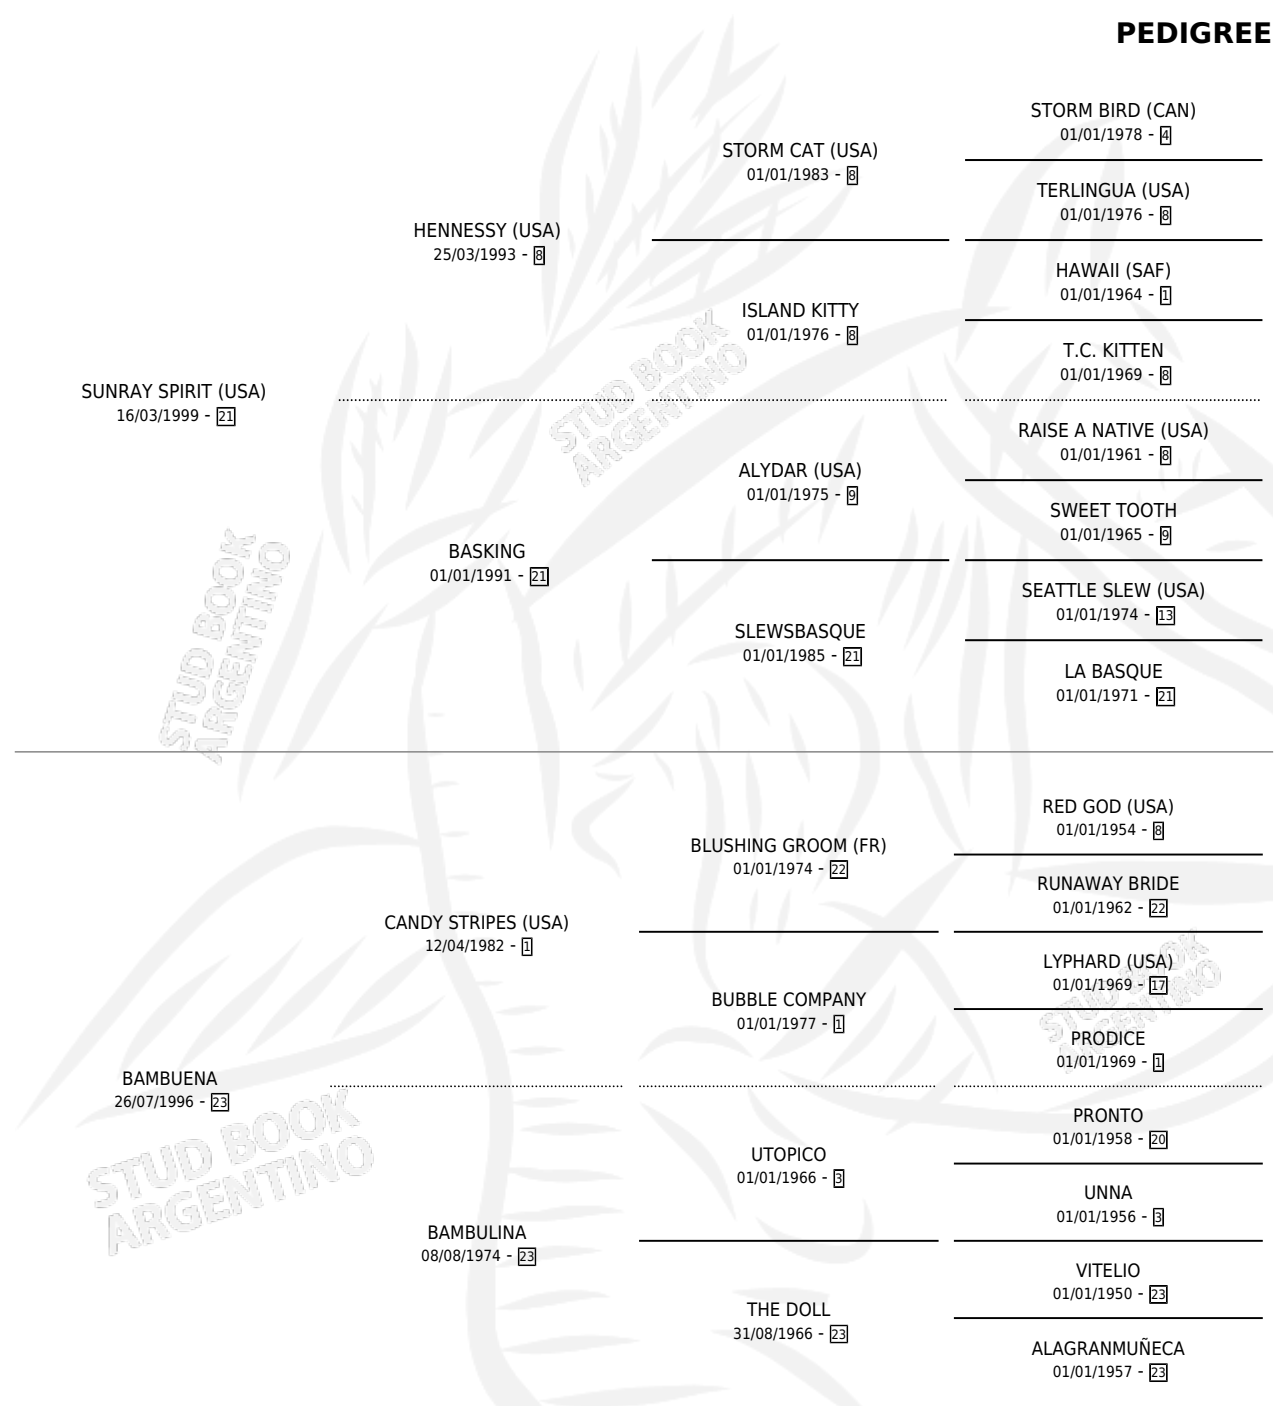 PEDIGREE
STORM BIRD (CAN)
01/01/1978 - 4
STORM CAT (USA)
01/01/1983 - 8
TERLINGUA (USA)
01/01/1976 - 8
HENNESSY (USA)
25/03/1993 - 8
HAWAII (SAF)
01/01/1964 - 1
ISLAND KITTY
01/01/1976 - 8
T.C. KITTEN
01/01/1969 - 8
SUNRAY SPIRIT (USA)
16/03/1999 - 21
RAISE A NATIVE (USA)
01/01/1961 - 8
ALYDAR (USA)
01/01/1975 - 9
SWEET TOOTH
01/01/1965 - 9
BASKING
01/01/1991 - 21
SEATTLE SLEW (USA)
01/01/1974 - 13
SLEWSBASQUE
01/01/1985 - 21
LA BASQUE
01/01/1971 - 21
RED GOD (USA)
01/01/1954 - 8
BLUSHING GROOM (FR)
01/01/1974 - 22
RUNAWAY BRIDE
01/01/1962 - 22
CANDY STRIPES (USA)
12/04/1982 - 1
LYPHARD (USA)
01/01/1969 - 17
BUBBLE COMPANY
01/01/1977 - 1
PRODICE
01/01/1969 - 1
BAMBUENA
26/07/1996 - 23
PRONTO
01/01/1958 - 20
UTOPICO
01/01/1966 - 3
UNNA
01/01/1956 - 3
BAMBULINA
08/08/1974 - 23
VITELIO
01/01/1950 - 23
THE DOLL
31/08/1966 - 23
ALAGRANMUÑECA
01/01/1957 - 23
STUD BOOK
ARGENTINO
STUD BOOK
ARGENTINO
STUD BOOK
ARGENTINO
STUD BOOK
ARGENTINO